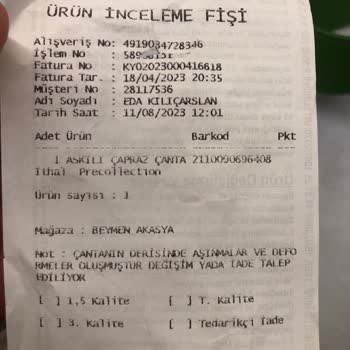 ÜRÜN İNCELEME FİŞİ
Alışveriş No: 4919034728346
İşlem No :
Fatura No : KY02023000416618
Fatura Tar. : 18/04/2023 20:35
Müşteri No : 28117536
Adı Soyadı : EDA KILIÇARSLAN
Tarih Saat : 11/08/2023 12:01
Adet Ürün Barkod Pkt
1 ASKILI ÇAPRAZ ÇANTA 2110090696408
İthal Precollection
Ürün sayısı : 1
Mağaza : BEYMEN AKASYA
Not : ÇANTANIN DERİSİNDE AŞINMALAR VE DEFO
RMELER OLUŞMUŞTUR DEĞİŞİM YADA İADE TALEP
EDİLİYOR
[ ] 1,5 Kalite [ ] T. Kalite
[ ] 3. Kalite [ ] Tedarikçi İade